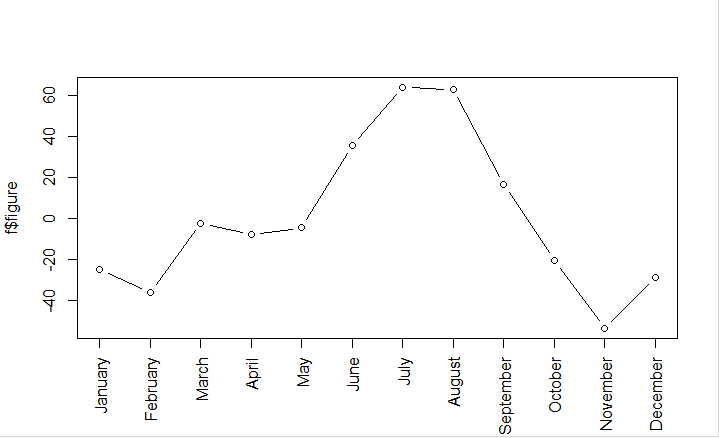 f$figure
60
40
20
0
-20
-40
January
February
March
April
May
June
July
August
September
October
November
December